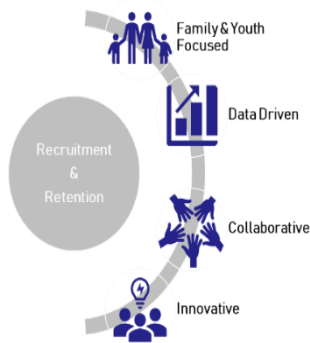 Family & Youth
Focused
Data Driven
Recruitment
&
Retention
Collaborative
Innovative